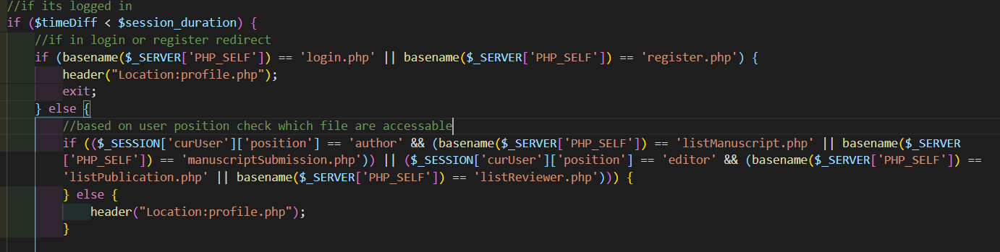 //if its logged in
if ($timeDiff < $session_duration) {
//if in login or register redirect
if (basename($_SERVER['PHP_SELF']) == 'login.php' || basename($_SERVER['PHP_SELF']) == 'register.php') {
header("Location:profile.php");
exit;
} else {
//based on user position check which file are accessable
if (($_SESSION['curUser']['position'] == 'author' && (basename($_SERVER['PHP_SELF']) == 'listManuscript.php' || basename($_SERVER
['PHP_SELF']) == 'manuscriptSubmission.php')) || ($_SESSION['curUser']['position'] == 'editor' && (basename($_SERVER['PHP_SELF']) ==
'listPublication.php' || basename($_SERVER['PHP_SELF']) == 'listReviewer.php'))) {
} else {
header("Location:profile.php");
}